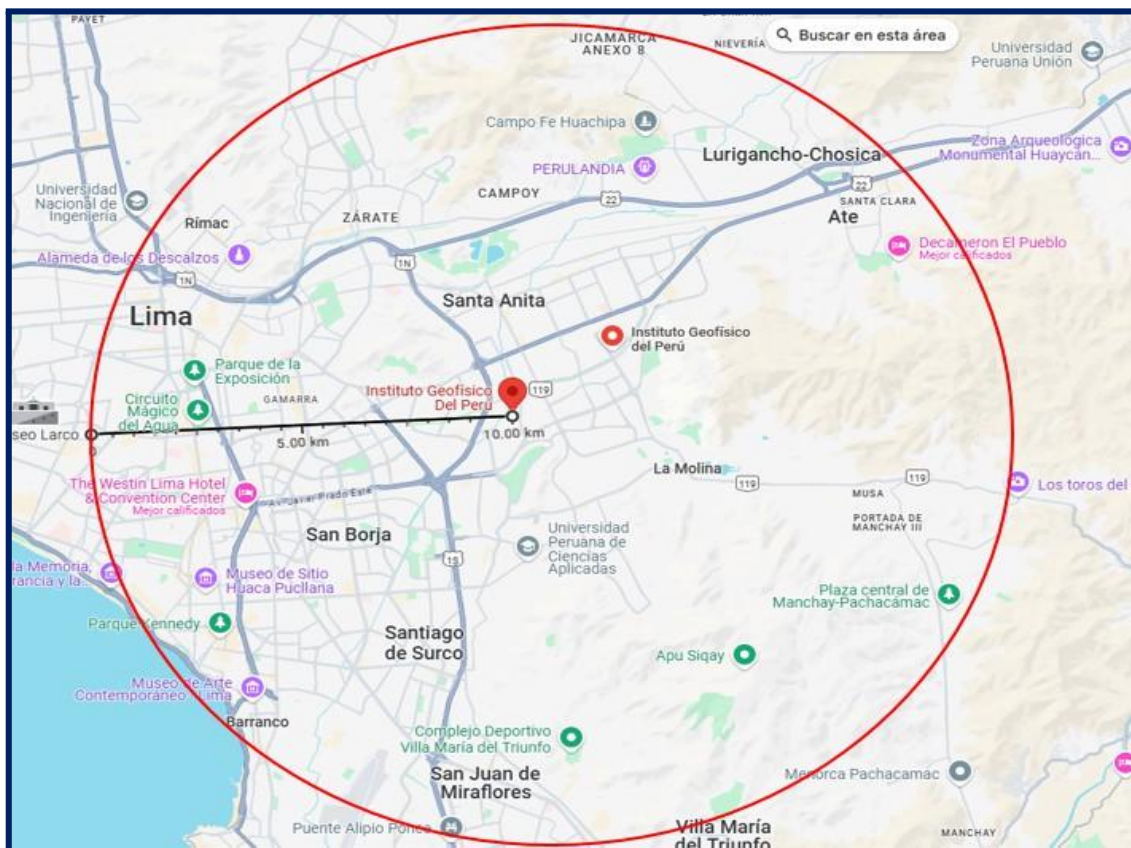 PAYET
JICAMARCA
ANEXO 8
NIEVERÍA
Buscar en esta área
Universidad
Peruana Unión
Campo Fe Huachipa
PERULANDIA
Lurigancho-Chosica
Zona Arqueológica
Monumental Huaycán...
22
22
SANTA CLARA
Ate
Universidad
Nacional de
Ingeniería
Rímac
ZÁRATE
CAMPOY
Alameda de los Descalzos
1N
1N
Decameron El Pueblo
Mejor calificados
Santa Anita
Lima
Instituto Geofísico
del Perú
Parque de la
Exposición
Circuito
Mágico
del Agua
GAMARRA
Instituto Geofísico
Del Perú
119
seo Larco
0
5.00 km
10.00 km
La Molina
119
119
MUSA
Los toros del
The Westin Lima Hotel
& Convention Center
Mejor calificados
Av. Javier Prado Este
PORTADA DE
MANCHAY III
San Borja
Universidad
Peruana de
Ciencias
Aplicadas
1S
la Memoria,
rancia y la...
Museo de Sitio
Huaca Pucllana
Plaza central de
Manchay-Pachacámac
Parque Kennedy
Santiago
de Surco
Apu Siqay
Museo de Arte
Contemporáneo - Lima
Barranco
Complejo Deportivo
Villa María del Triunfo
San Juan de
Miraflores
Menorca Pachacamac
Puente Alipio Ponce
Villa María
del Triunfo
MANCHAY